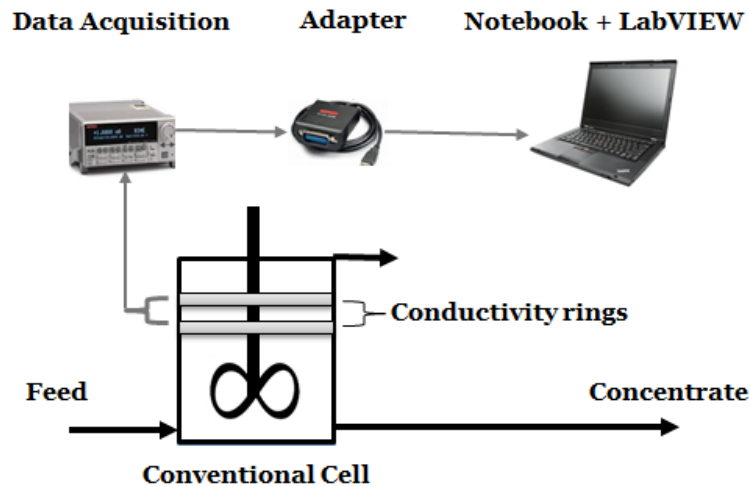 Data Acquisition
Adapter
Notebook + LabVIEW
Conductivity rings
Feed
Concentrate
Conventional Cell